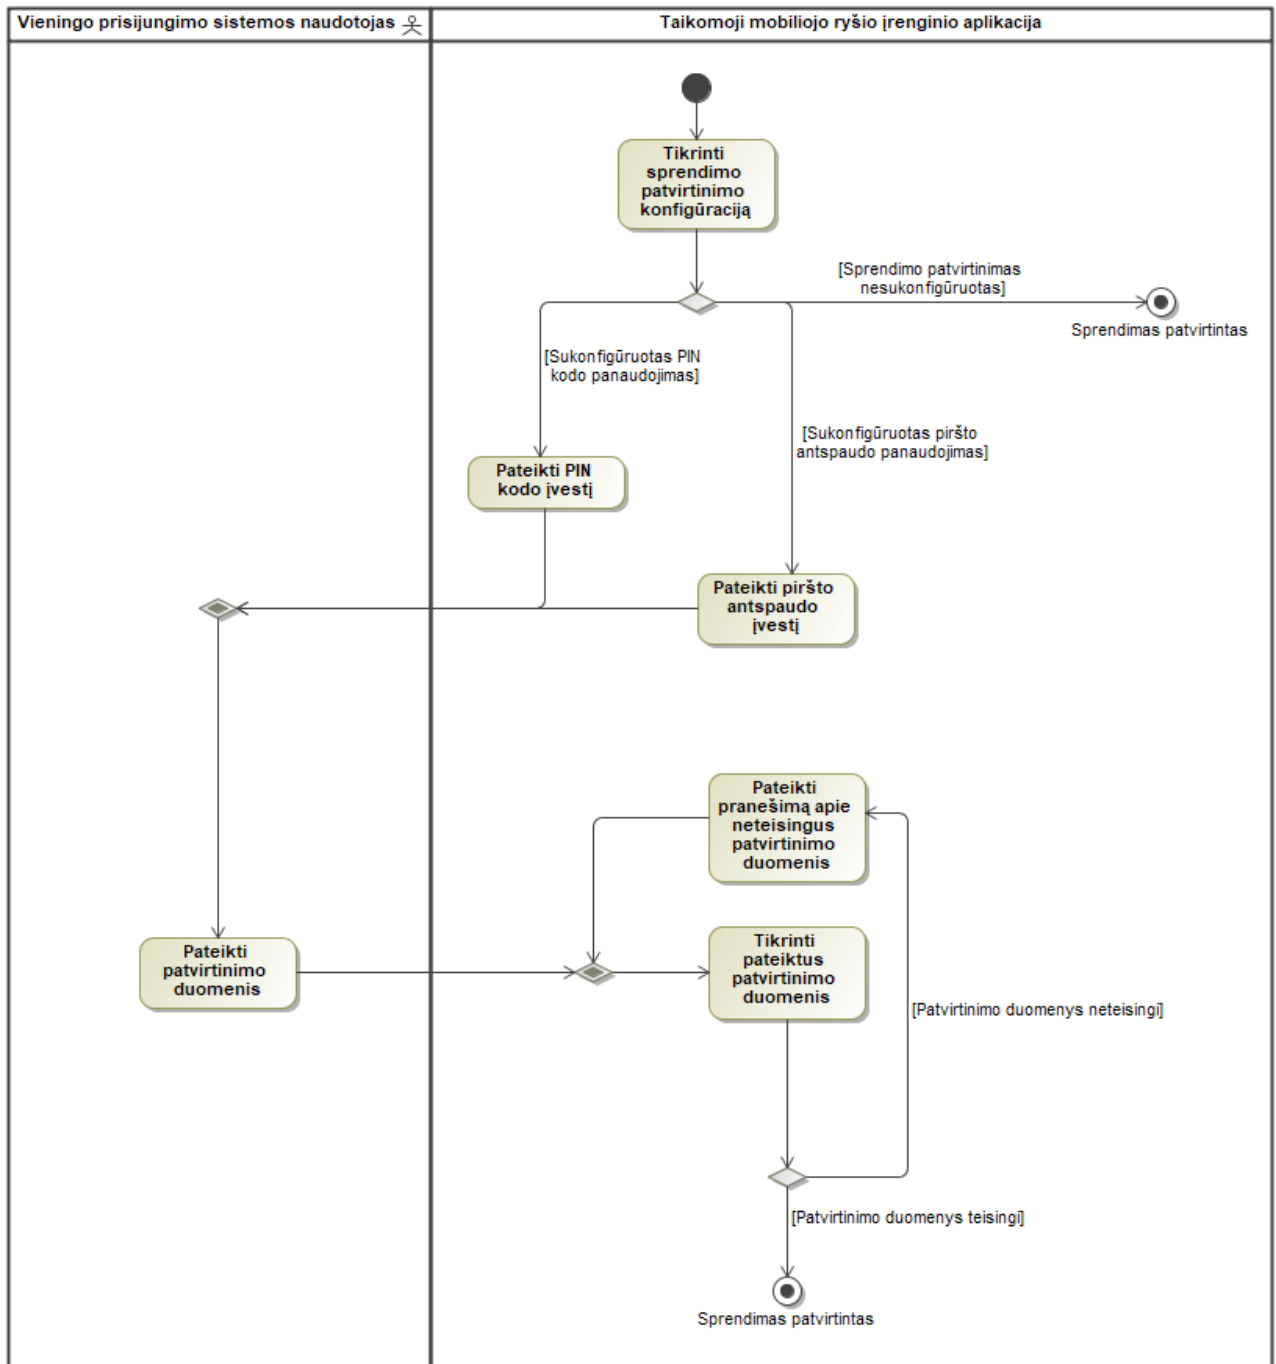 Vieningo prisijungimo sistemos naudotojas
Taikomoji mobiliojo ryšio įrenginio aplikacija
Tikrinti
sprendimo
patvirtinimo
konfigūraciją
[Sprendimo patvirtinimas
nesukonfigūruotas]
Sprendimas patvirtintas
[Sukonfigūruotas PIN
kodo panaudojimas]
[Sukonfigūruotas piršto
antspaudo panaudojimas]
Pateikti PIN
kodo įvestį
Pateikti piršto
antspaudo
įvestį
Pateikti
pranešimą apie
neteisingus
patvirtinimo
duomenis
Pateikti
patvirtinimo
duomenis
Tikrinti
pateiktus
patvirtinimo
duomenis
[Patvirtinimo duomenys neteisingi]
[Patvirtinimo duomenys teisingi]
Sprendimas patvirtintas